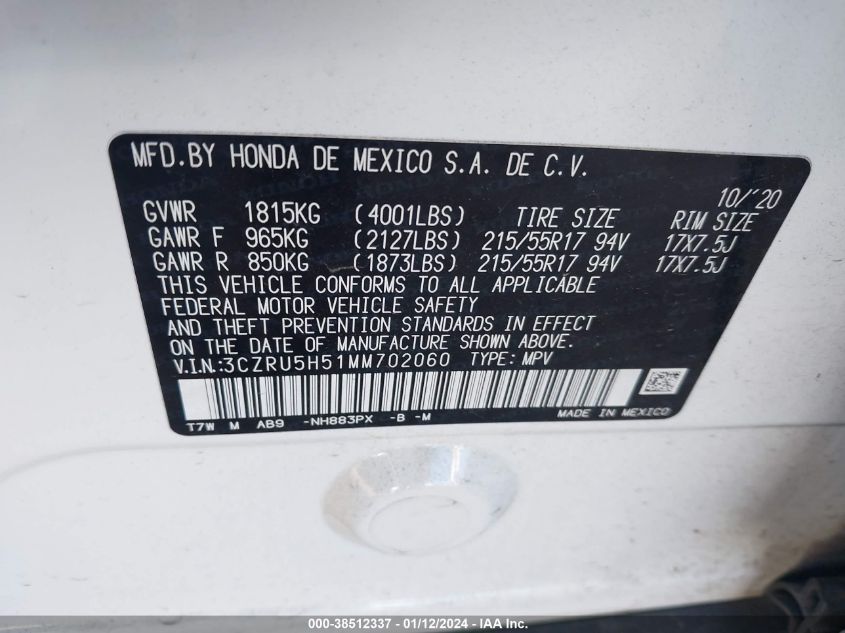 MFD.BY HONDA DE MEXICO S.A. DE C.V.
10/'20
GVWR 1815KG (4001LBS) TIRE SIZE RIM SIZE
GAWR F 965KG (2127LBS) 215/55R17 94V 17X7.5J
GAWR R 850KG (1873LBS) 215/55R17 94V 17X7.5J
THIS VEHICLE CONFORMS TO ALL APPLICABLE
FEDERAL MOTOR VEHICLE SAFETY
AND THEFT PREVENTION STANDARDS IN EFFECT
ON THE DATE OF MANUFACTURE SHOWN ABOVE.
V.I.N:3CZRU5H51MM702060 TYPE: MPV
T7W M AB9 -NH883PX -B -M MADE IN MEXICO
000-38512337 - 01/12/2024 - IAA Inc.